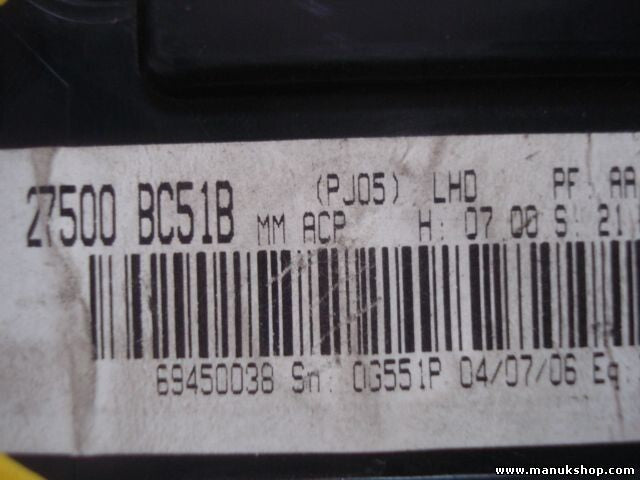 (PJ05) LHD PF: AA
27500 BC51B MM ACP H: 07.00 S: 21
69450038 Sn: 0G551P 04/07/06 Eq:
www.manukshop.com